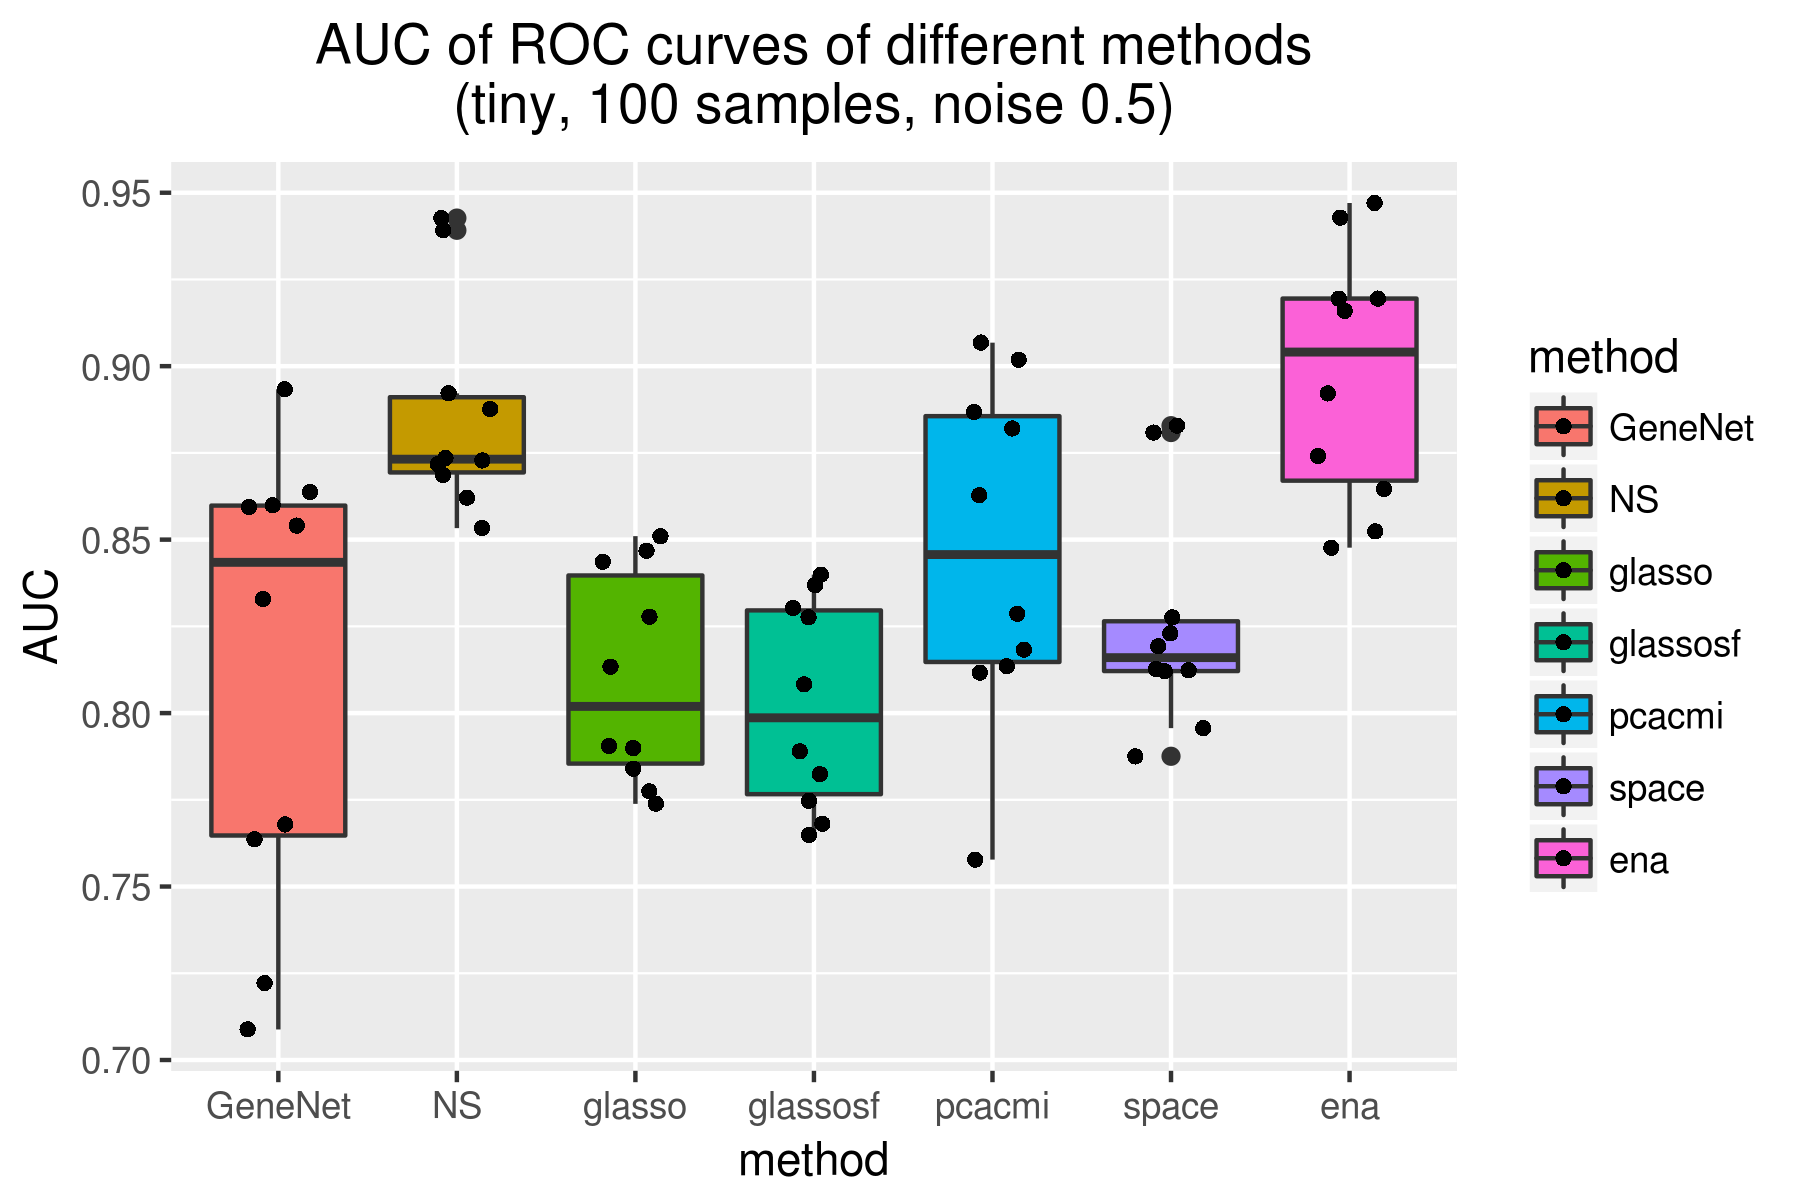 AUC of ROC curves of different methods
(tiny, 100 samples, noise 0.5)
AUC
0.95
0.90
0.85
0.80
0.75
0.70
GeneNet NS glasso glassosf pcacmi space ena
method
method
GeneNet
NS
glasso
glassosf
pcacmi
space
ena